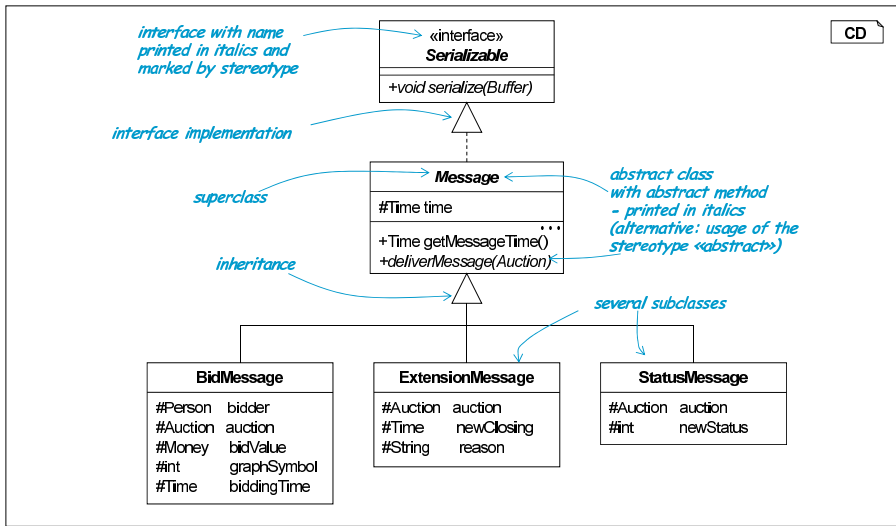 interface with name
printed in italics and
marked by stereotype
«interface»
Serializable
+void serialize(Buffer)
CD
interface implementation
superclass
Message
#Time time
...
+Time getMessageTime()
+deliverMessage(Auction)
abstract class
with abstract method
- printed in italics
(alternative: usage of the
stereotype «abstract»)
inheritance
several subclasses
BidMessage
#Person bidder
#Auction auction
#Money bidValue
#int graphSymbol
#Time biddingTime
ExtensionMessage
#Auction auction
#Time newClosing
#String reason
StatusMessage
#Auction auction
#int newStatus